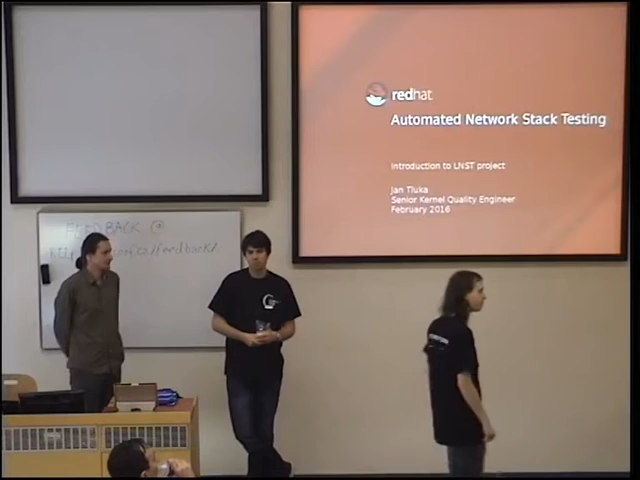 redhat
Automated Network Stack Testing
Introduction to LNST project
Jan Tluka
Senior Kernel Quality Engineer
February 2016
FEEDBACK @